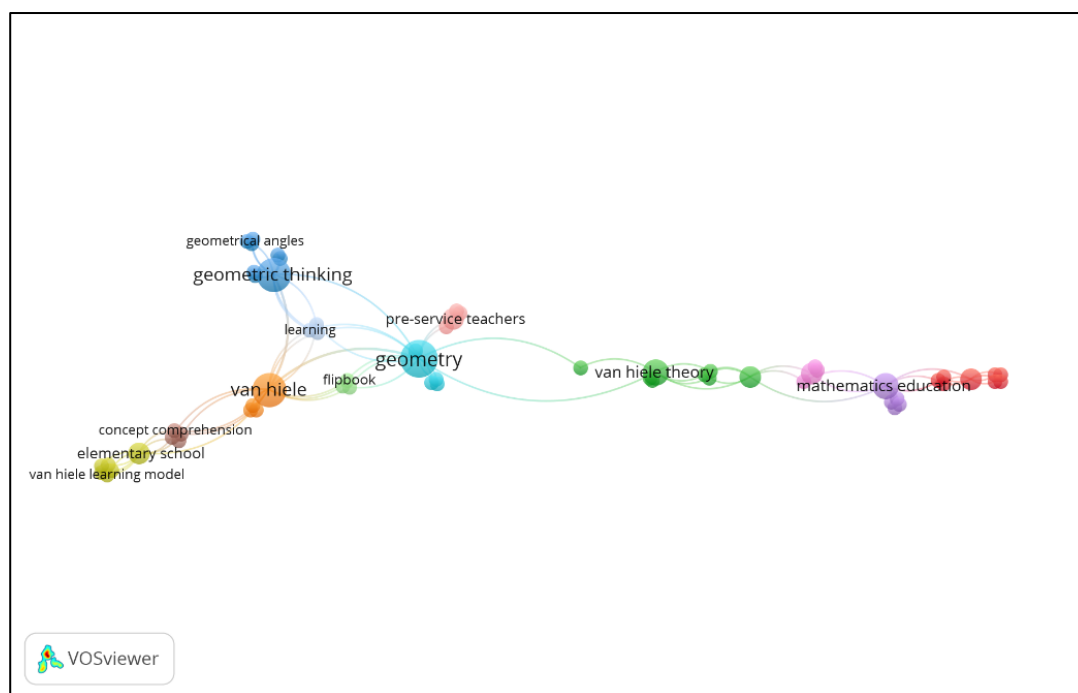 geometrical angles
geometric thinking
learning
pre-service teachers
geometry
van hiele theory
flipbook
mathematics education
van hiele
concept comprehension
elementary school
van hiele learning model
VOSviewer